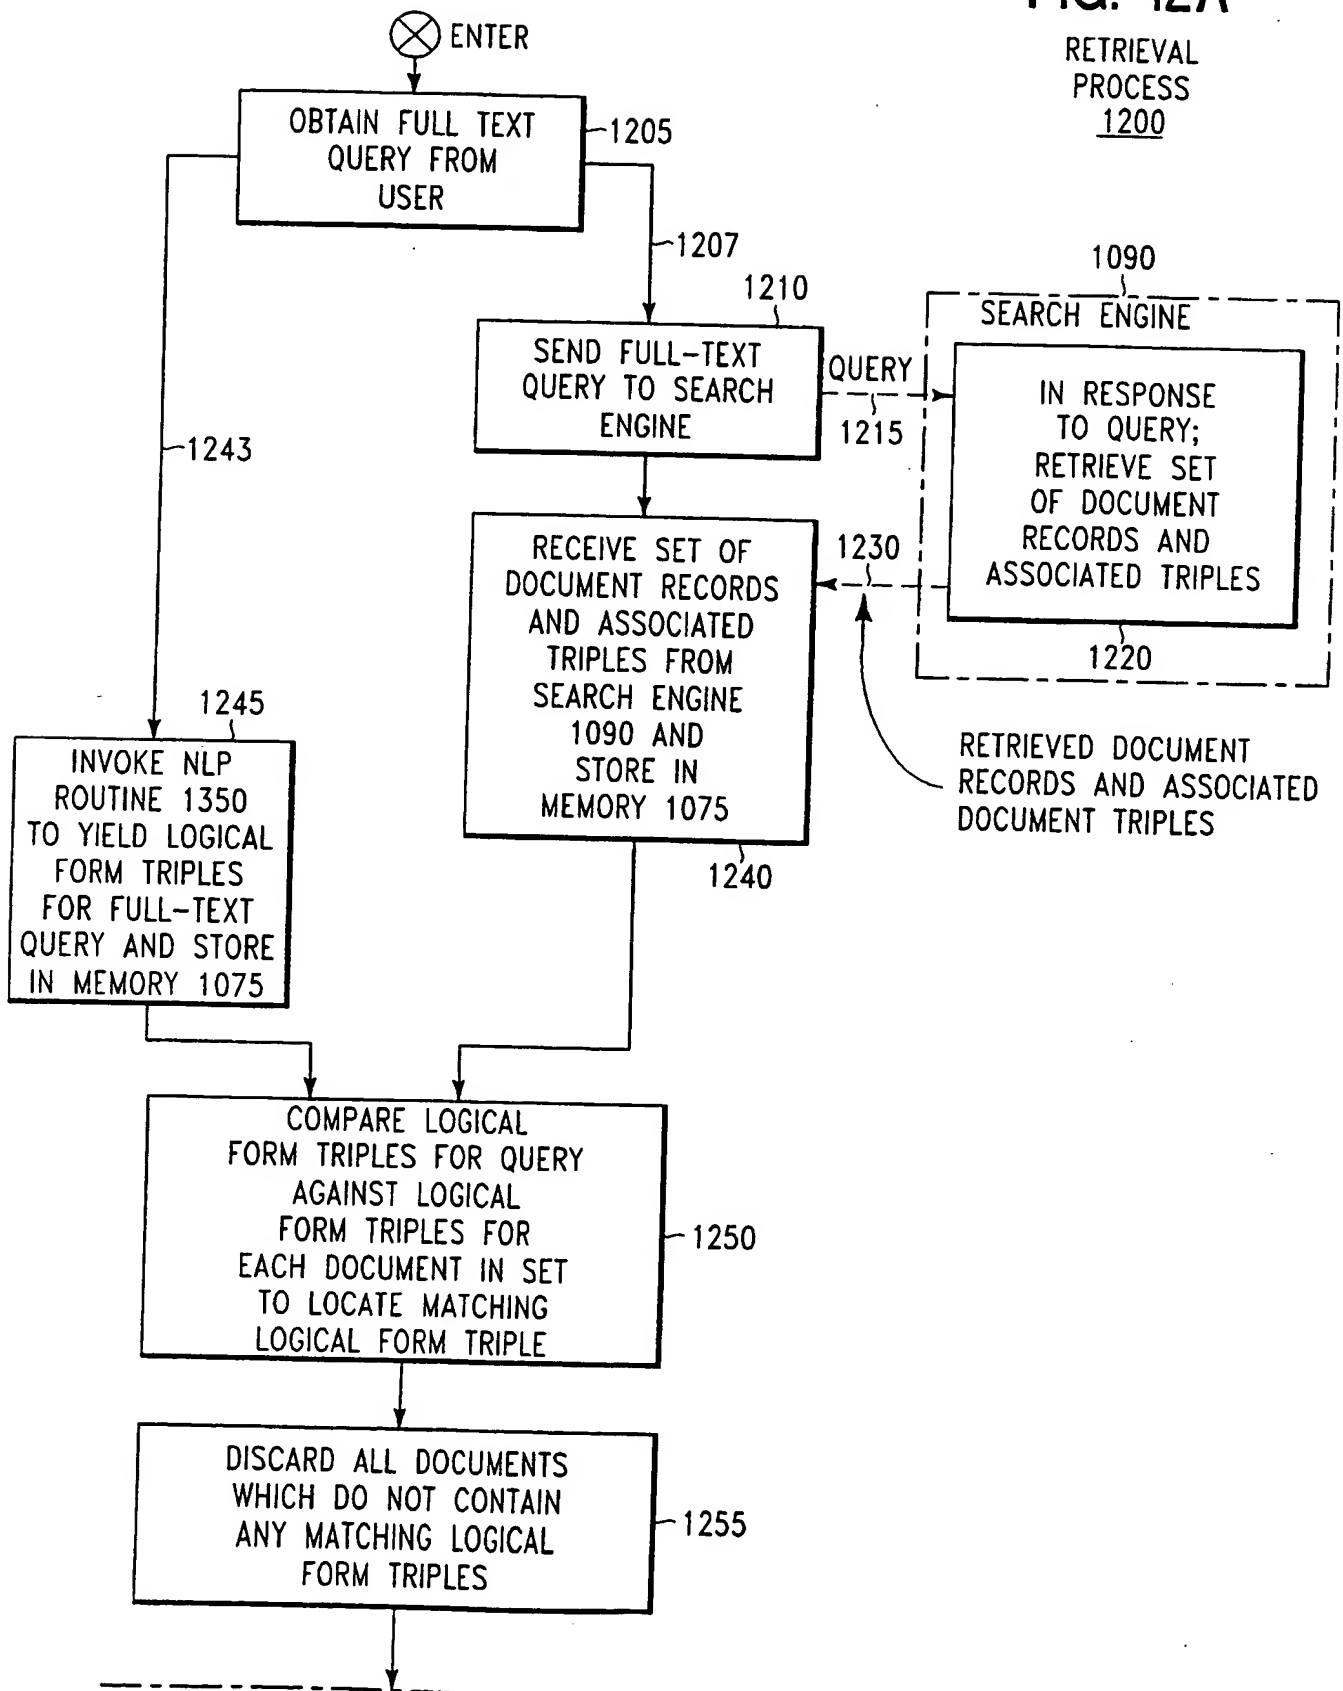 FIG. 12A
RETRIEVAL
PROCESS
1200
ENTER
OBTAIN FULL TEXT
QUERY FROM
USER
1205
1207
1243
1210
SEND FULL-TEXT
QUERY TO SEARCH
ENGINE
QUERY
1215
1090
SEARCH ENGINE
IN RESPONSE
TO QUERY;
RETRIEVE SET
OF DOCUMENT
RECORDS AND
ASSOCIATED TRIPLES
1220
1230
RETRIEVED DOCUMENT
RECORDS AND ASSOCIATED
DOCUMENT TRIPLES
RECEIVE SET OF
DOCUMENT RECORDS
AND ASSOCIATED
TRIPLES FROM
SEARCH ENGINE
1090 AND
STORE IN
MEMORY 1075
1240
1245
INVOKE NLP
ROUTINE 1350
TO YIELD LOGICAL
FORM TRIPLES
FOR FULL-TEXT
QUERY AND STORE
IN MEMORY 1075
COMPARE LOGICAL
FORM TRIPLES FOR QUERY
AGAINST LOGICAL
FORM TRIPLES FOR
EACH DOCUMENT IN SET
TO LOCATE MATCHING
LOGICAL FORM TRIPLE
1250
DISCARD ALL DOCUMENTS
WHICH DO NOT CONTAIN
ANY MATCHING LOGICAL
FORM TRIPLES
1255